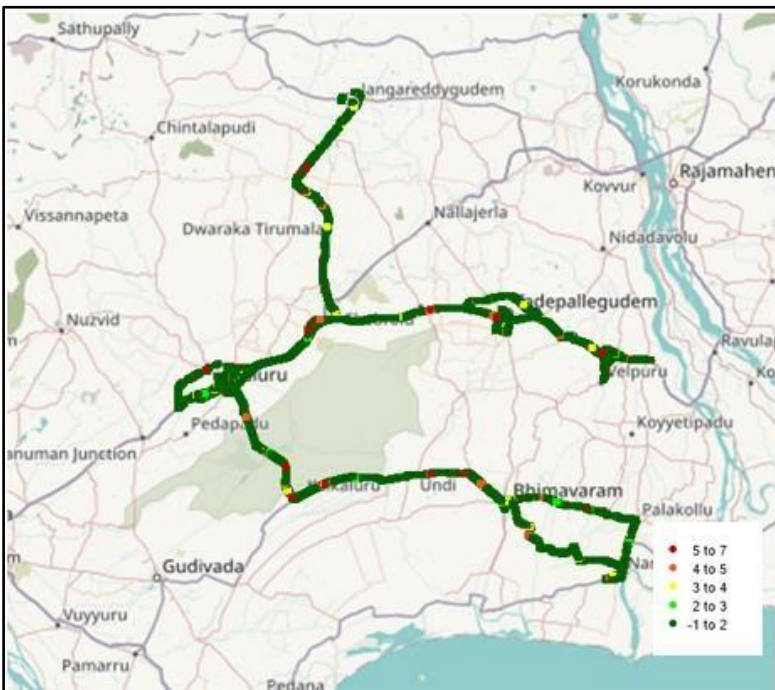 Sathupally
Korukonda
Jangareddygudem
Chintalapudi
Rajamahen
Kovvur
Vissannapeta
Nallajerla
Dwaraka Tirumala
Nidadavolu
Tadepallegudem
Nuzvid
Ravulap
Velpuru
Pedapadu
Koyyetipadu
anuman Junction
Undi
Bhimavaram
Palakollu
Gudivada
Nar
5 to 7
4 to 5
3 to 4
2 to 3
-1 to 2
Vuyyuru
Pamarru
Pedana